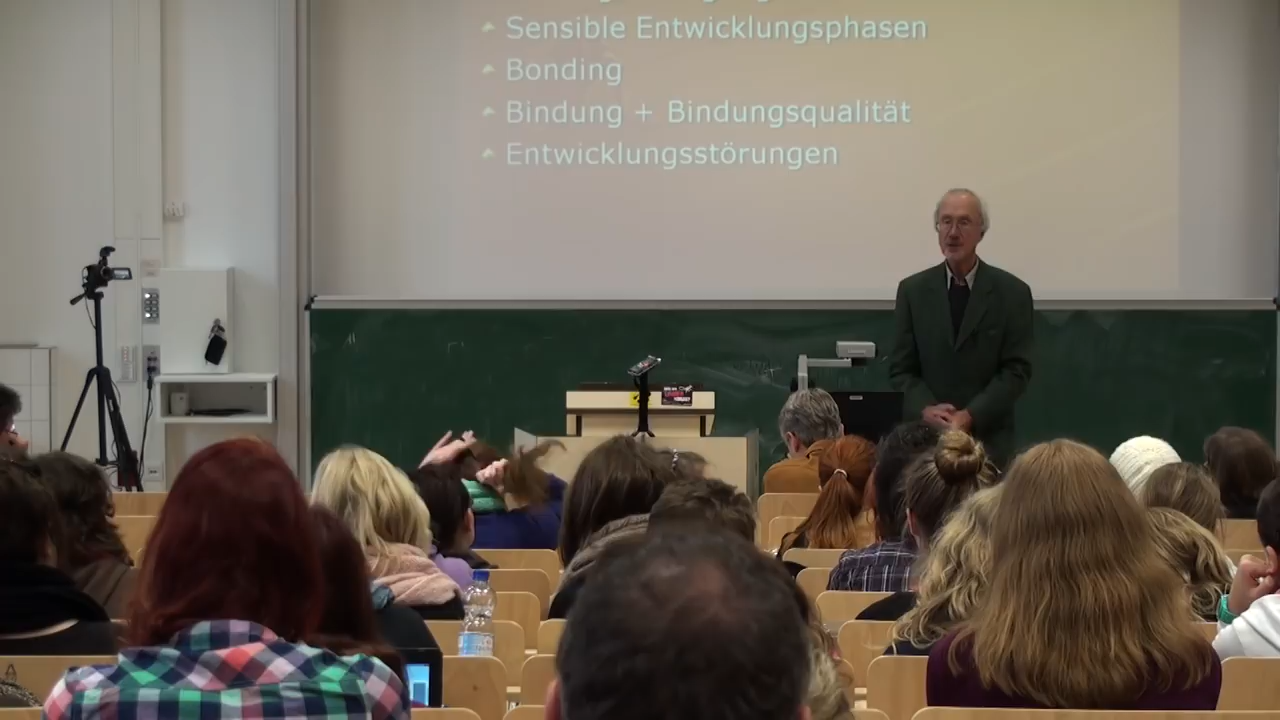 Sensible Entwicklungsphasen
Bonding
Bindung + Bindungsqualität
Entwicklungsstörungen